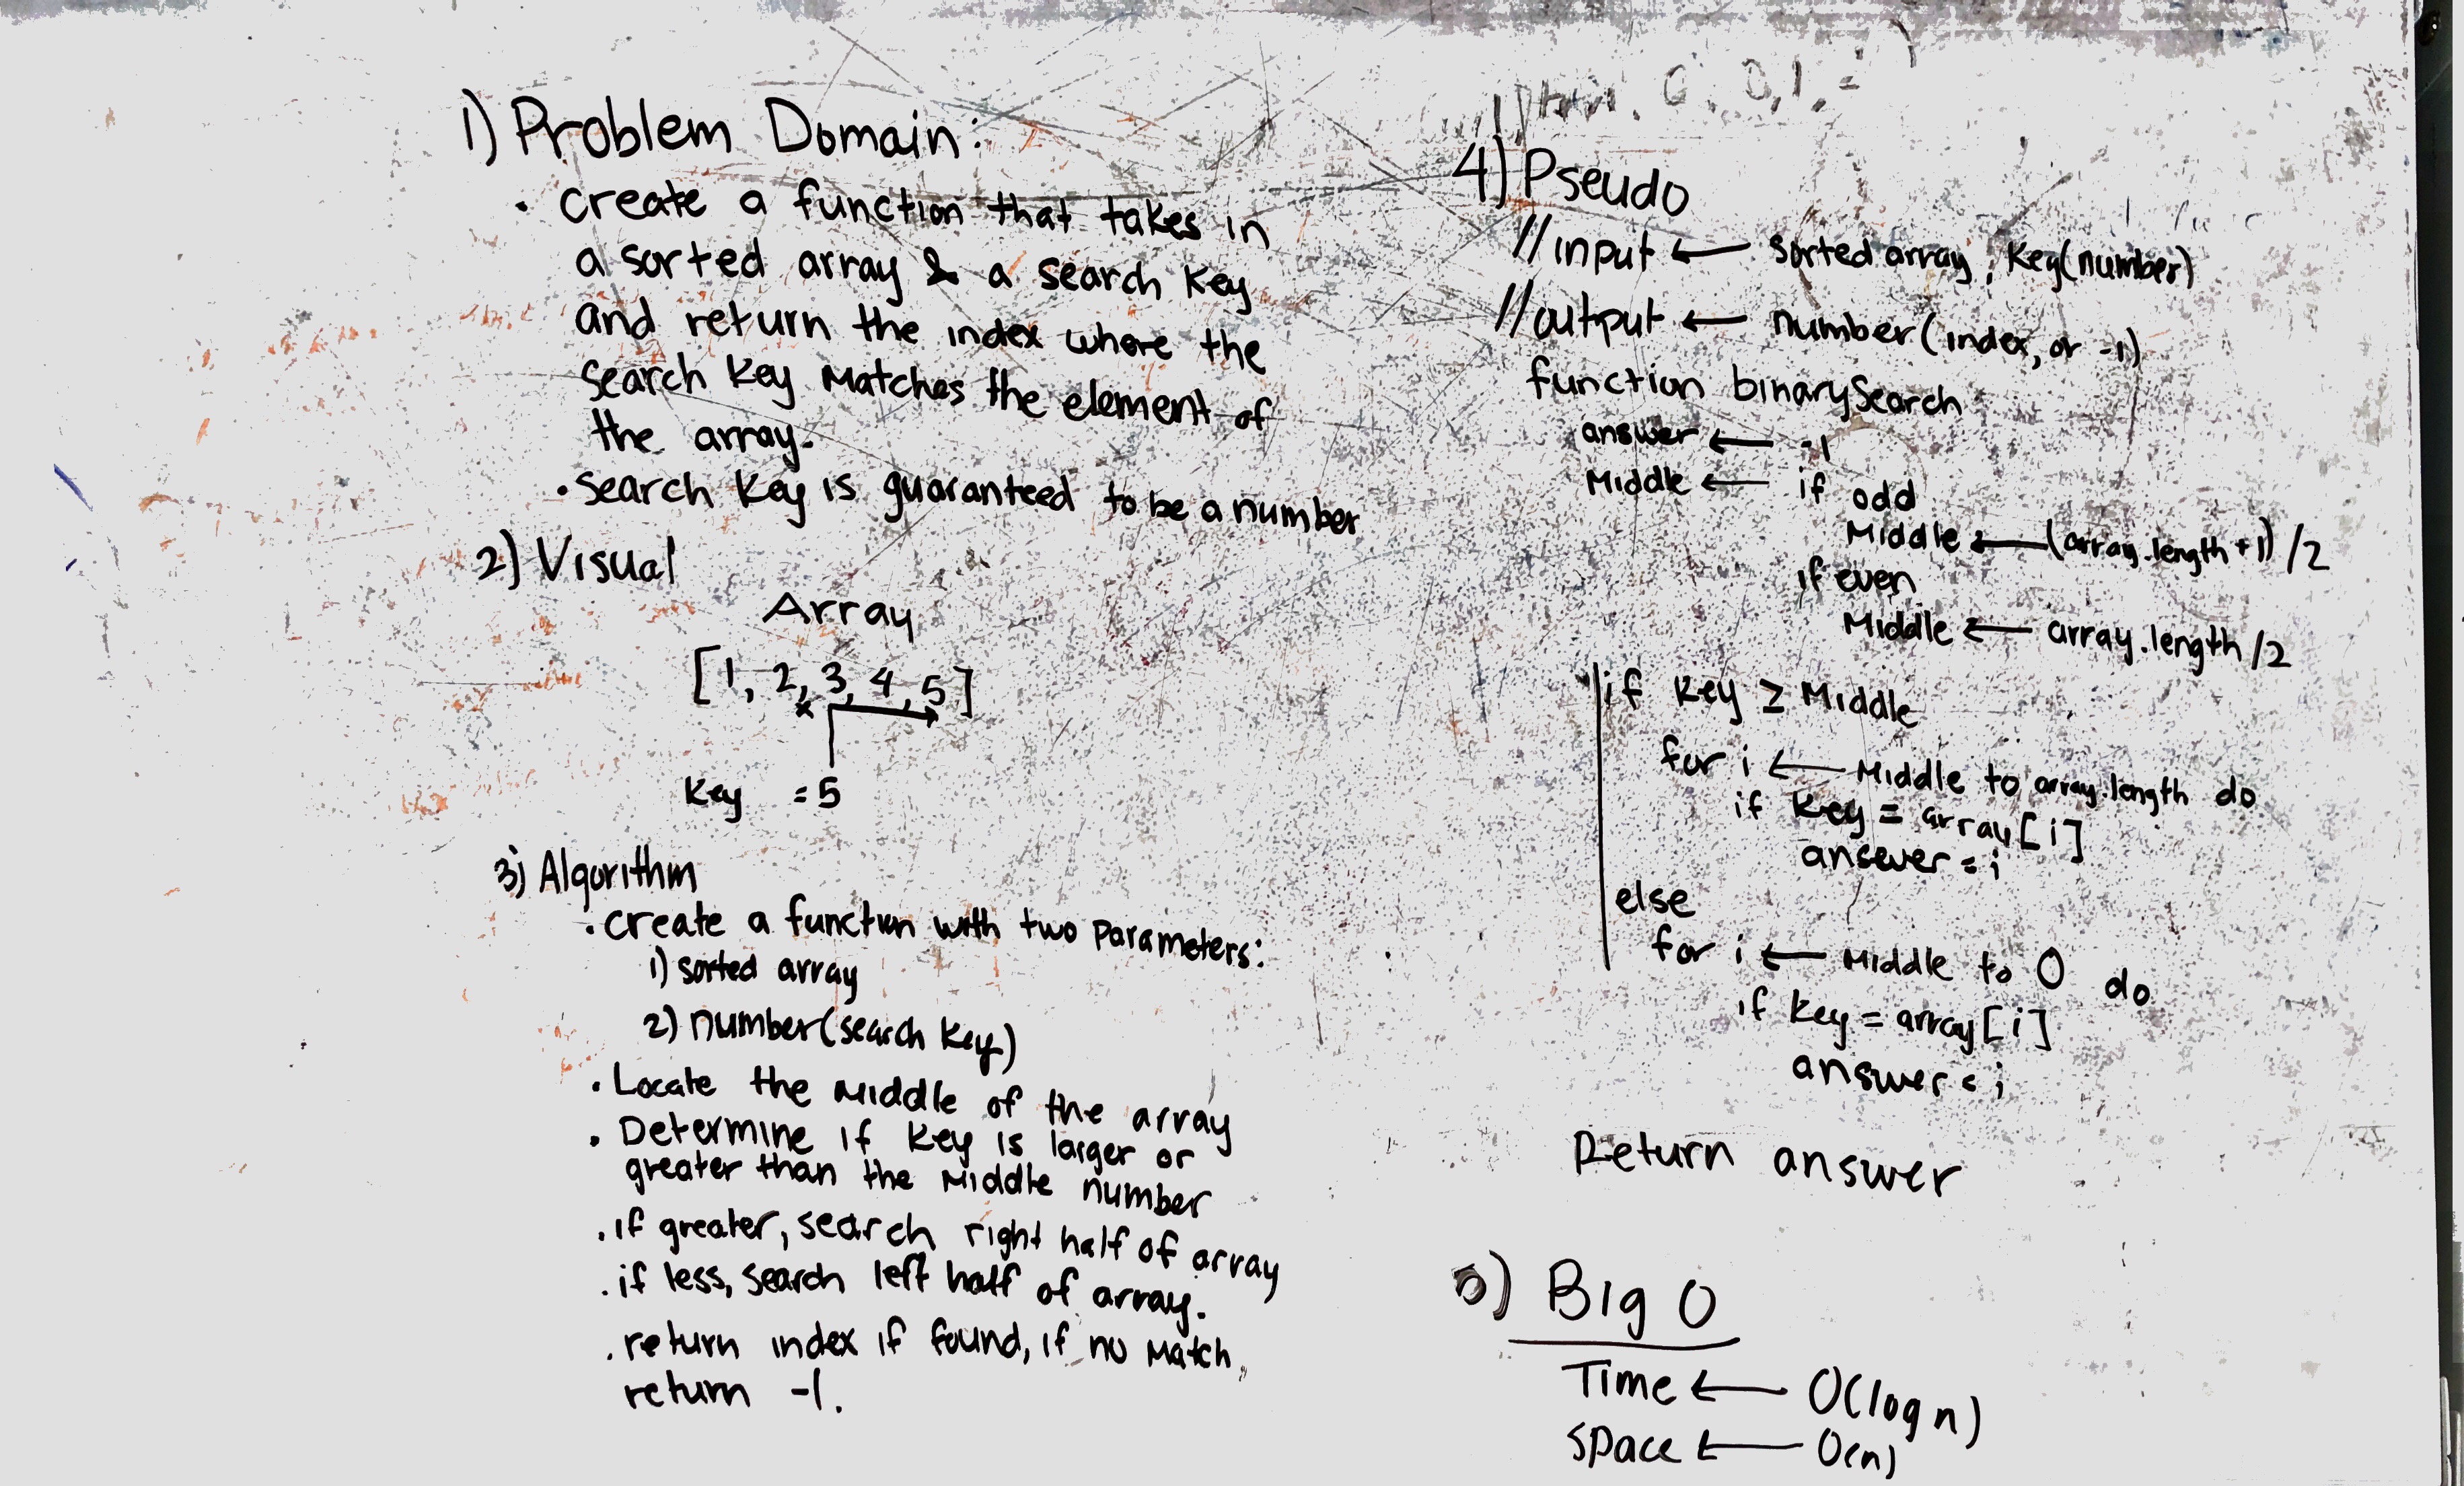 1) Problem Domain:
· Create a function that takes in
a sorted array & a search key
and return the index where the
search key matches the element of
the array.
· Search key is guaranteed to be a number
2) Visual
Array
[1, 2, 3, 4, 5]
x
key = 5
3) Algorithm
· Create a function with two parameters:
1) sorted array
2) number (search key)
· Locate the middle of the array
· Determine if key is larger or
greater than the middle number
· if greater, search right half of array
· if less, search left half of array.
· return index if found, if no match,
return -1.
4) Pseudo
// input ← sorted array, key(number)
// output ← number (index, or -1)
function binarySearch
answer ← -1
Middle ← if odd
Middle ← (array.length + 1) / 2
if even
Middle ← array.length / 2
if key ≥ Middle
for i ← Middle to array.length do
if key = array[i]
answer = i
else
for i ← Middle to 0 do
if key = array[i]
answer = i
Return answer
5) Big O
Time ← O(log n)
Space ← O(n)